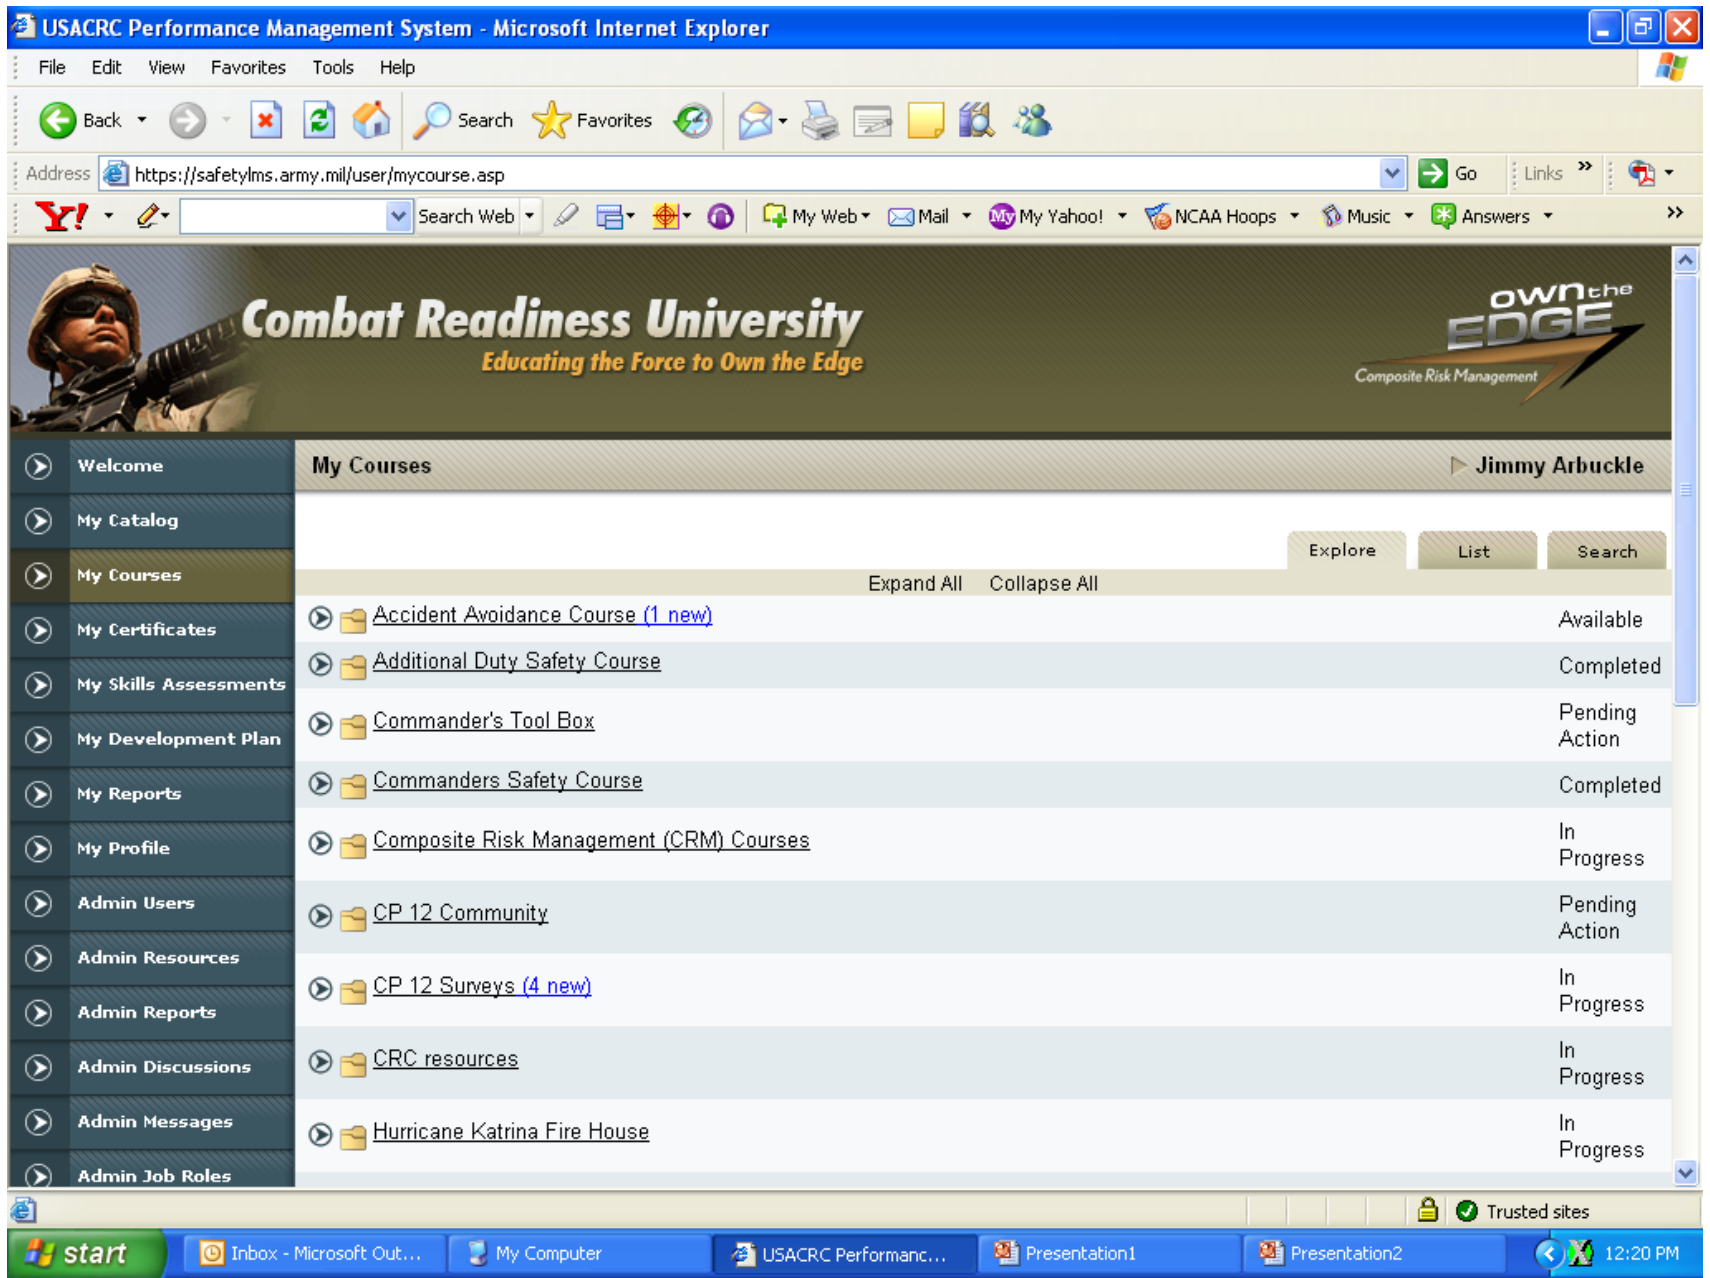 USACRC Performance Management System - Microsoft Internet Explorer
File Edit View Favorites Tools Help
Back Search Favorites
Address https://safetylms.army.mil/user/mycourse.asp Go Links »
Y! Search Web My Web Mail My My Yahoo! NCAA Hoops Music Answers »
Combat Readiness University
Educating the Force to Own the Edge
own the
EDGE
Composite Risk Management
Welcome
My Catalog
My Courses
My Certificates
My Skills Assessments
My Development Plan
My Reports
My Profile
Admin Users
Admin Resources
Admin Reports
Admin Discussions
Admin Messages
Admin Job Roles
My Courses Jimmy Arbuckle
Explore List Search
Expand All Collapse All
Accident Avoidance Course (1 new) Available
Additional Duty Safety Course Completed
Commander's Tool Box Pending
Action
Commanders Safety Course Completed
Composite Risk Management (CRM) Courses In
Progress
CP 12 Community Pending
Action
CP 12 Surveys (4 new) In
Progress
CRC resources In
Progress
Hurricane Katrina Fire House In
Progress
Trusted sites
start Inbox - Microsoft Out... My Computer USACRC Performanc... Presentation1 Presentation2 12:20 PM